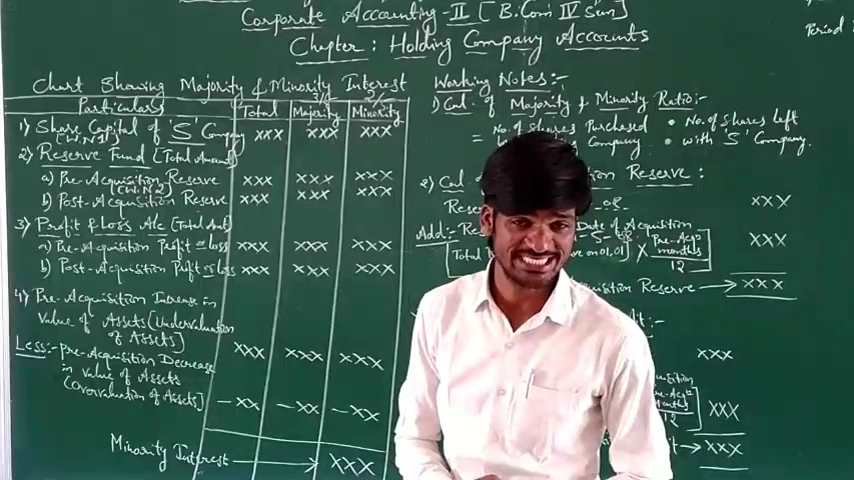 Corporate Accounting-II [B.Com IV Sem]
Chapter : Holding Company Accounts
Period :
Chart Showing Majority & Minority Interest
Particulars Total Majority Minority
1) Share Capital of 'S' Company XXX XXX XXX
(W.N 1)
2) Reserve Fund (Total Amount)
a) Pre-Acquisition Reserve XXX XXX XXX
(W.N 2)
b) Post-Acquisition Reserve XXX XXX XXX
3) Profit & Loss A/c (Total Amt)
a) Pre-Acquisition Profit or loss XXX XXX XXX
b) Post-Acquisition Profit or loss XXX XXX XXX
4) Pre-Acquisition Increase in
Value of Assets (Undervaluation
of Assets] XXX XXX XXX
Less:- Pre-Acquisition Decrease
in value of Assets
(Overvaluation of Assets] -XX -XX -XX
Minority Interest → XXX
Working Notes:-
1) Cal. of Majority & Minority Ratio:-
= No. of Shares Purchased • No. of Shares left
Company • with 'S' Company.
2) Cal Reserve :
XXX
Add:- Date of Acquisition
[Total on 01,01] X Pre-Acqn months] XXX
12
Reserve → XXX
XXX
months]
12 XXX
→ XXX